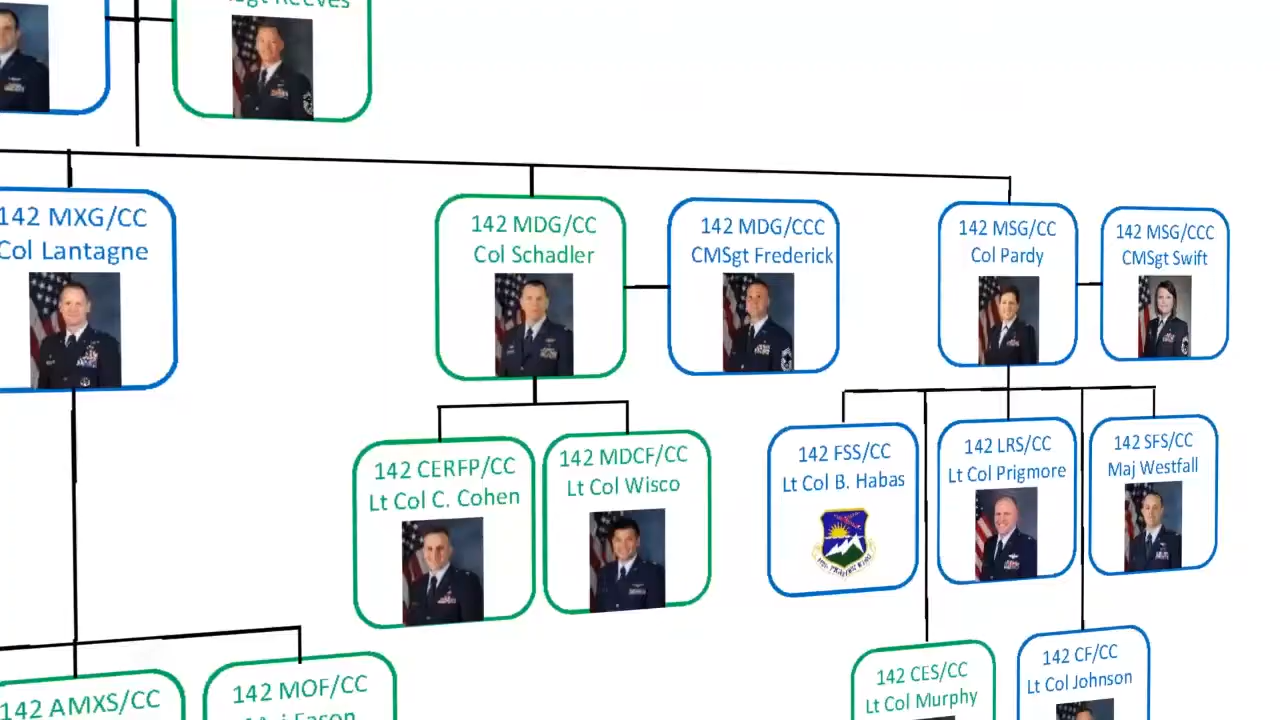 Reeves
142 MXG/CC
Col Lantagne
142 MDG/CC
Col Schadler
142 MDG/CCC
CMSgt Frederick
142 MSG/CC
Col Pardy
142 MSG/CCC
CMSgt Swift
142 CERFP/CC
Lt Col C. Cohen
142 MDCF/CC
Lt Col Wisco
142 FSS/CC
Lt Col B. Habas
142 LRS/CC
Lt Col Prigmore
142 SFS/CC
Maj Westfall
142 AMXS/CC
142 MOF/CC
142 CES/CC
Lt Col Murphy
142 CF/CC
Lt Col Johnson